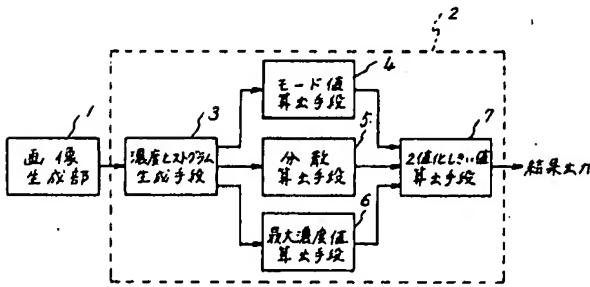 2
4
モード値
算出手段
1
画像
生成部
3
濃度ヒストグラム
生成手段
5
分散
算出手段
7
2値化しきい値
算出手段
結果出力
6
最大濃度値
算出手段